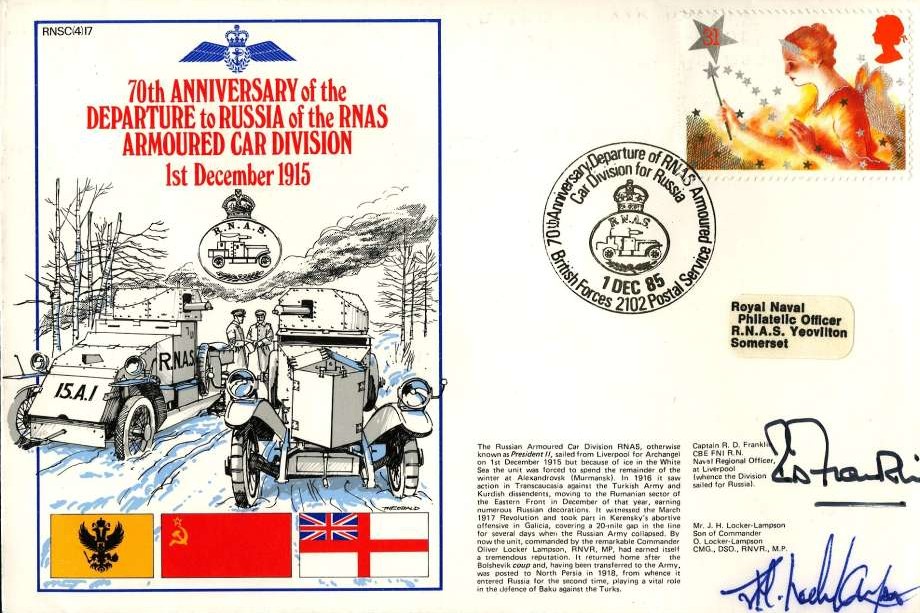 RNSC(4)17
70th ANNIVERSARY of the
DEPARTURE to RUSSIA of the RNAS
ARMOURED CAR DIVISION
1st December 1915
R.N.A.S.
R.N.A.S.
15.A.1
THEOBALD
31
70th Anniversary Departure of RNAS Armoured
Car Division for Russia
R.N.A.S.
1 DEC 85
British Forces 2102 Postal Service
Royal Naval
Philatelic Officer
R.N.A.S. Yeovilton
Somerset
The Russian Armoured Car Division RNAS, otherwise
known as President II, sailed from Liverpool for Archangel
on 1st December 1915 but because of ice in the White
Sea the unit was forced to spend the remainder of the
winter at Alexandrovsk (Murmansk). In 1916 it saw
action in Transcaucasia against the Turkish Army and
Kurdish dissendents, moving to the Rumanian sector of
the Eastern Front in December of that year, earning
numerous Russian decorations. It witnessed the
March 1917 Revolution and took part in Kerensky's abortive
offensive in Galicia, covering a 20-mile gap in the line
for several days when the Russian Army collapsed. By
now the unit, commanded by the remarkable Commander
Oliver Locker Lampson, RNVR, MP, had earned itself
a tremendous reputation. It returned home after the
Bolshevik coup and, having been transferred to the Army,
was posted to North Persia in 1918, from whence it
entered Russia for the second time, playing a vital role
in the defence of Baku against the Turks.
Captain R. D. Franklin
CBE FNI R.N.
Naval Regional Officer,
at Liverpool
(whence the Division
sailed for Russia).
RD Franklin
Mr. J. H. Locker-Lampson
Son of Commander
O. Locker-Lampson
CMG., DSO., RNVR., M.P.